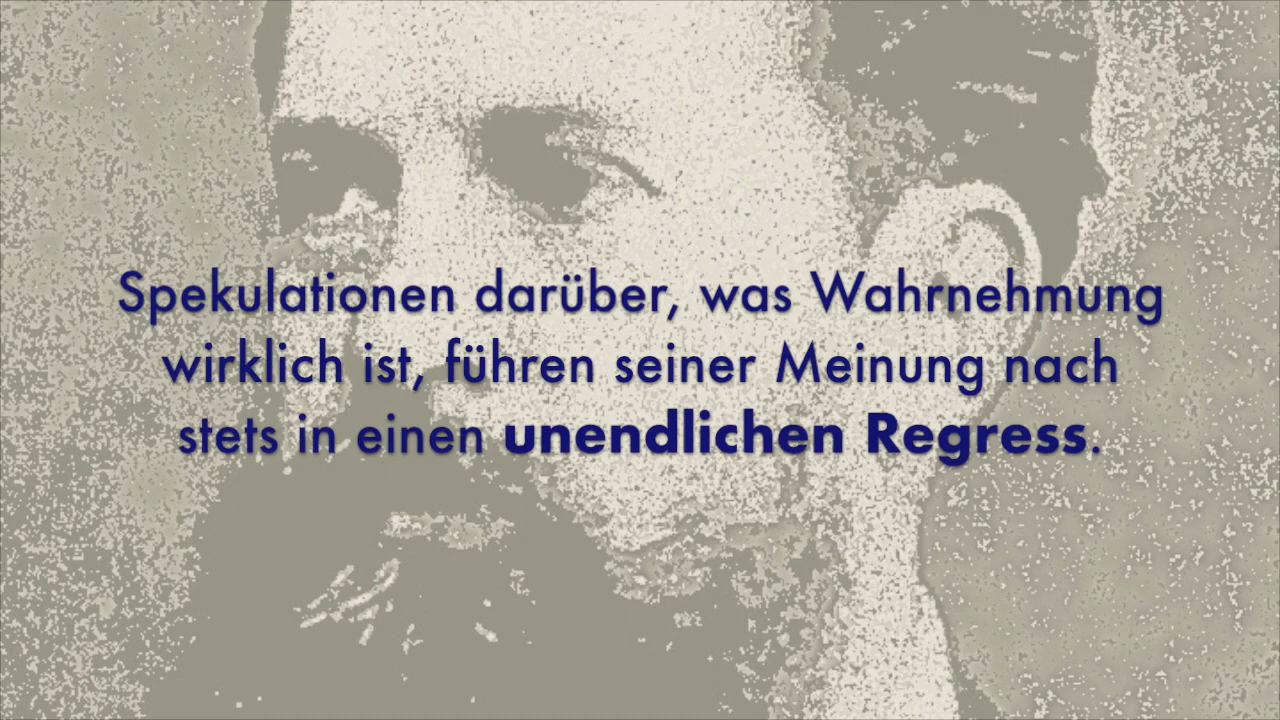 Spekulationen darüber, was Wahrnehmung
wirklich ist, führen seiner Meinung nach
stets in einen unendlichen Regress.